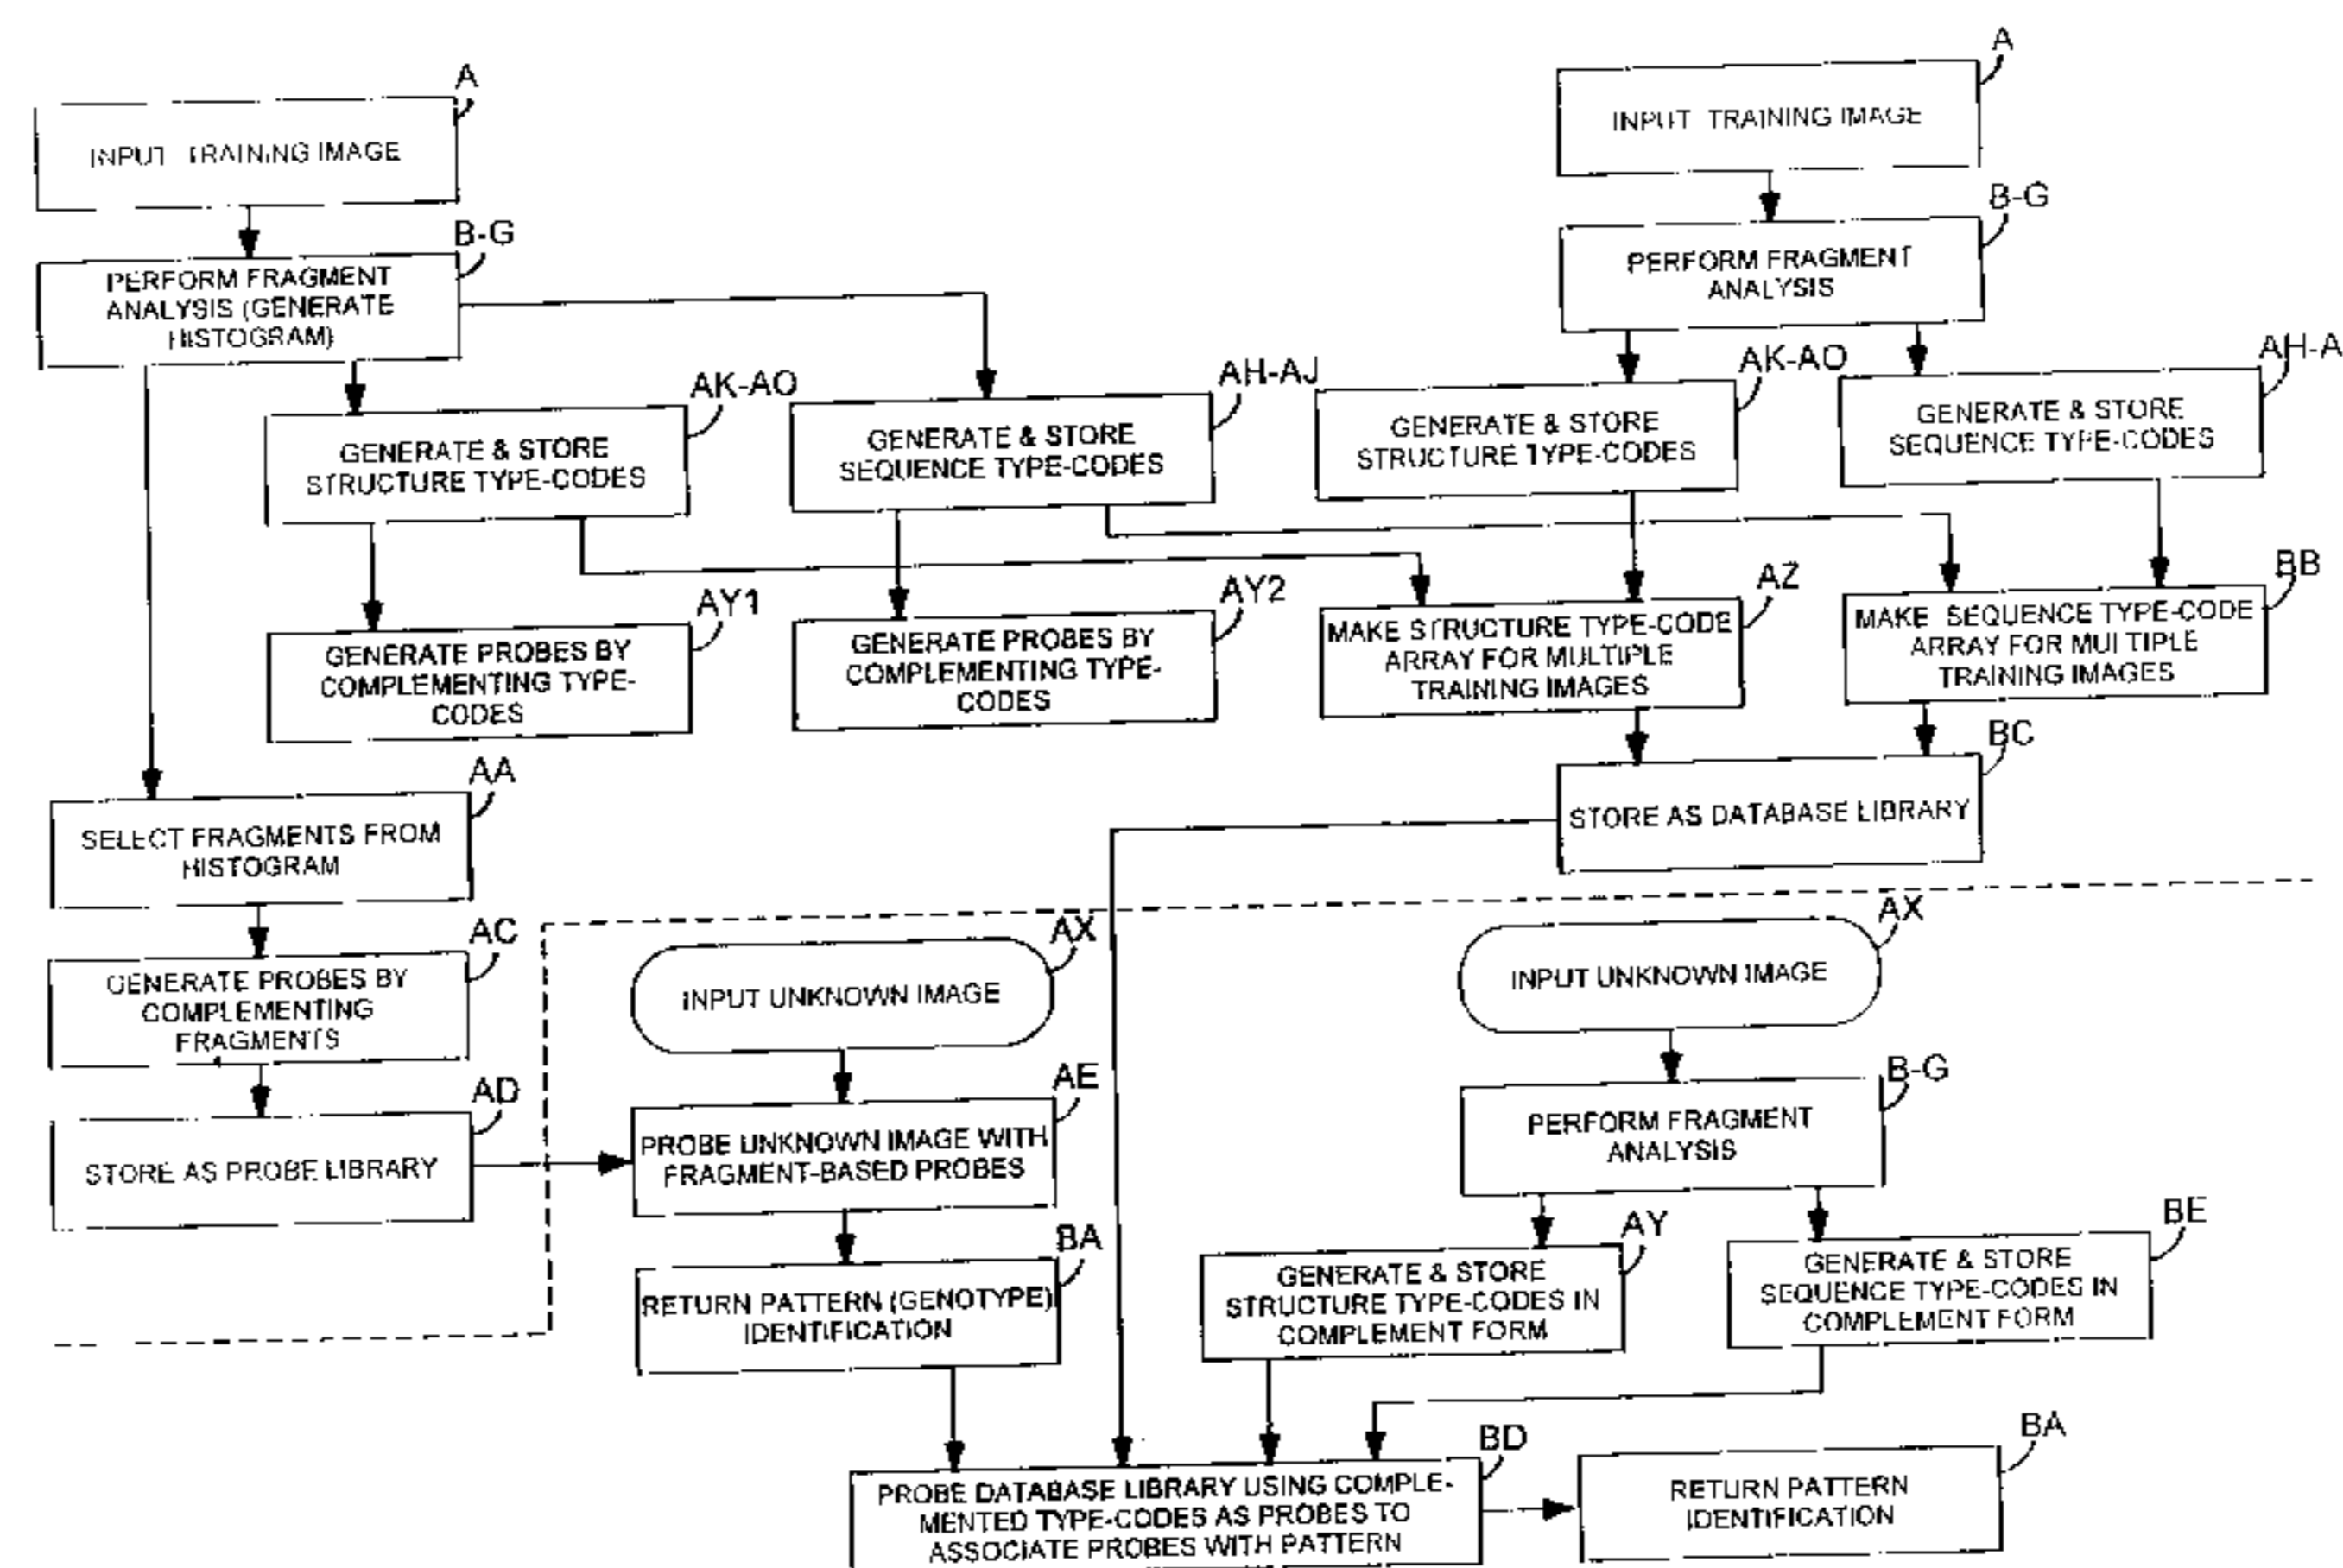 A
INPUT TRAINING IMAGE
B-G
PERFORM FRAGMENT
ANALYSIS (GENERATE
HISTOGRAM)
A
INPUT TRAINING IMAGE
B-G
PERFORM FRAGMENT
ANALYSIS
AK-AO
GENERATE & STORE
STRUCTURE TYPE-CODES
AH-AJ
GENERATE & STORE
SEQUENCE TYPE-CODES
AK-AO
GENERATE & STORE
STRUCTURE TYPE-CODES
AH-A
GENERATE & STORE
SEQUENCE TYPE-CODES
AY1
GENERATE PROBES BY
COMPLEMENTING TYPE-
CODES
AY2
GENERATE PROBES BY
COMPLEMENTING TYPE-
CODES
AZ
MAKE STRUCTURE TYPE-CODE
ARRAY FOR MULTIPLE
TRAINING IMAGES
BB
MAKE SEQUENCE TYPE-CODE
ARRAY FOR MULTIPLE
TRAINING IMAGES
AA
SELECT FRAGMENTS FROM
HISTOGRAM
BC
STORE AS DATABASE LIBRARY
AC
GENERATE PROBES BY
COMPLEMENTING
FRAGMENTS
AX
INPUT UNKNOWN IMAGE
AX
INPUT UNKNOWN IMAGE
AD
STORE AS PROBE LIBRARY
AE
PROBE UNKNOWN IMAGE WITH
FRAGMENT-BASED PROBES
B-G
PERFORM FRAGMENT
ANALYSIS
BA
RETURN PATTERN (GENOTYPE)
IDENTIFICATION
AY
GENERATE & STORE
STRUCTURE TYPE-CODES IN
COMPLEMENT FORM
BE
GENERATE & STORE
SEQUENCE TYPE-CODES IN
COMPLEMENT FORM
BD
PROBE DATABASE LIBRARY USING COMPLE-
MENTED TYPE-CODES AS PROBES TO
ASSOCIATE PROBES WITH PATTERN
BA
RETURN PATTERN
IDENTIFICATION